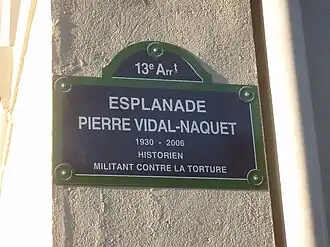 13e Arrt
ESPLANADE
PIERRE VIDAL-NAQUET
1930 - 2006
HISTORIEN
MILITANT CONTRE LA TORTURE